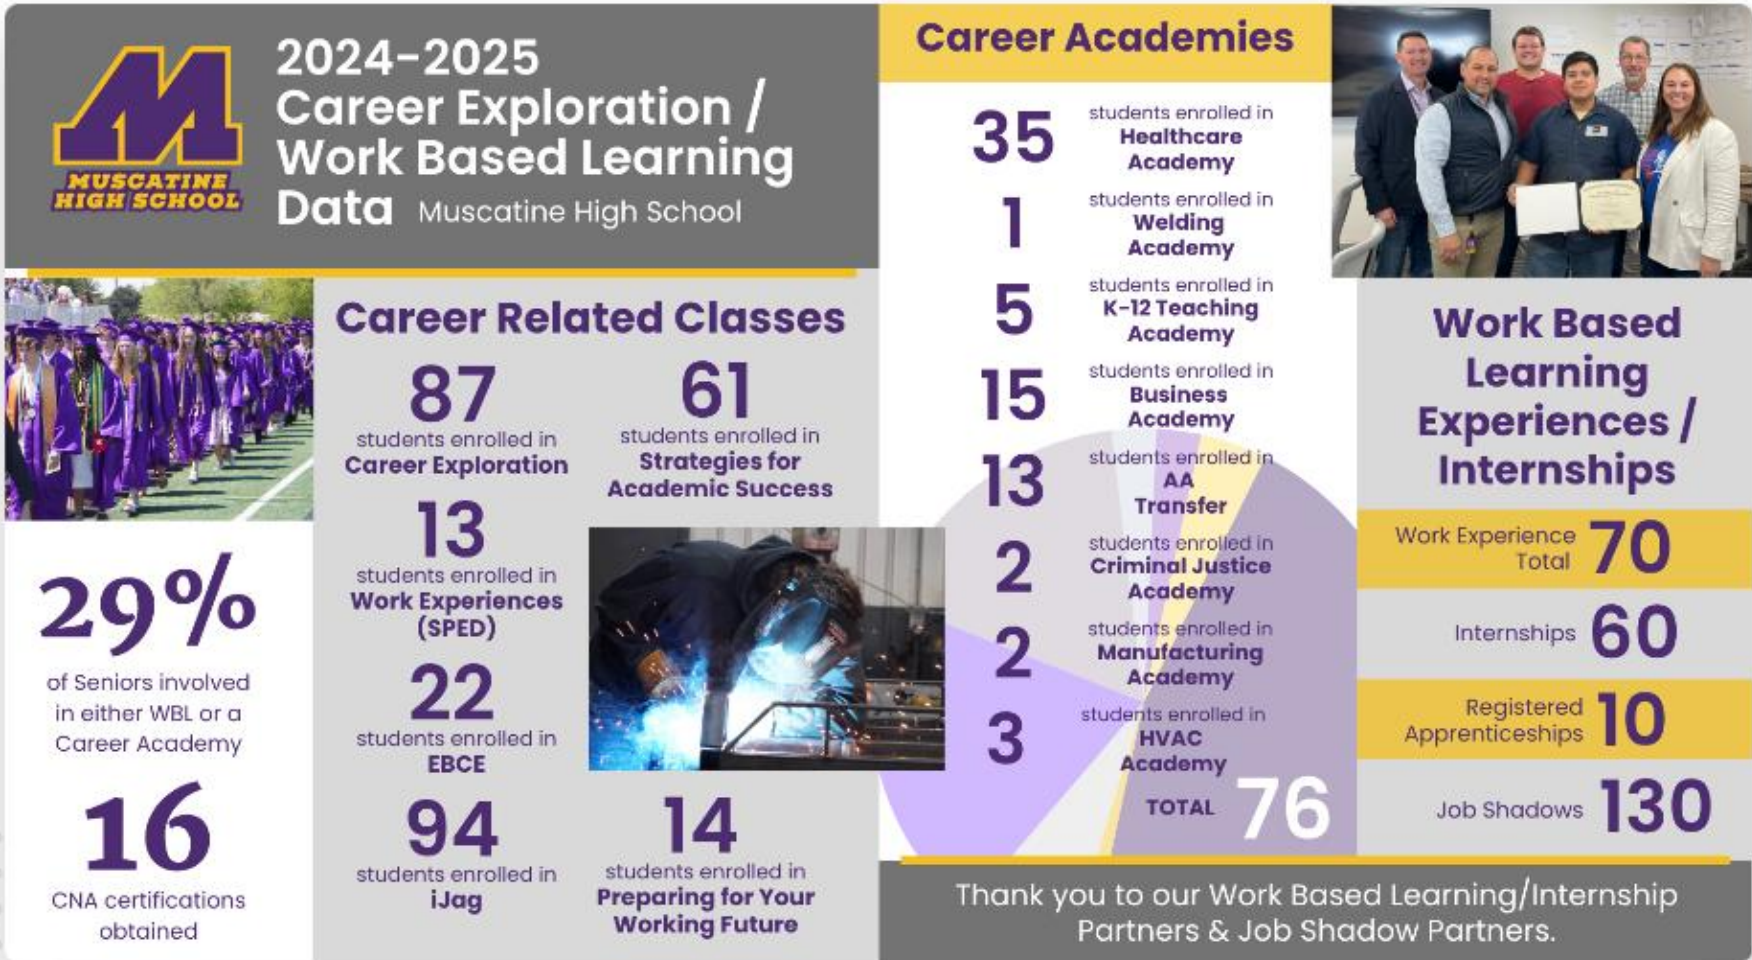 MUSCATINE
HIGH SCHOOL
2024-2025
Career Exploration /
Work Based Learning
Data Muscatine High School
29%
of Seniors involved
in either WBL or a
Career Academy
16
CNA certifications
obtained
Career Related Classes
87
students enrolled in
Career Exploration
61
students enrolled in
Strategies for
Academic Success
13
students enrolled in
Work Experiences
(SPED)
22
students enrolled in
EBCE
94
students enrolled in
iJag
14
students enrolled in
Preparing for Your
Working Future
Career Academies
35
students enrolled in
Healthcare
Academy
1
students enrolled in
Welding
Academy
5
students enrolled in
K-12 Teaching
Academy
15
students enrolled in
Business
Academy
13
students enrolled in
AA
Transfer
2
students enrolled in
Criminal Justice
Academy
2
students enrolled in
Manufacturing
Academy
3
students enrolled in
HVAC
Academy
TOTAL 76
Work Based
Learning
Experiences /
Internships
Work Experience
Total
70
Internships 60
Registered
Apprenticeships
10
Job Shadows 130
Thank you to our Work Based Learning/Internship
Partners & Job Shadow Partners.